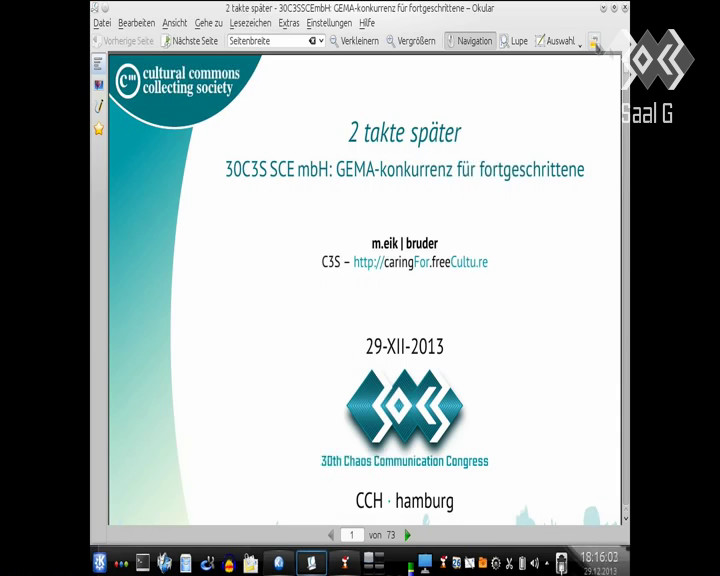 2 takte später - 30C3SSCEmbH: GEMA-konkurrenz für fortgeschrittene – Okular
Datei Bearbeiten Ansicht Gehe zu Lesezeichen Extras Einstellungen Hilfe
Vorherige Seite Nächste Seite Seitenbreite Verkleinern Vergrößern Navigation Lupe Auswahl
Saal G
cultural commons
collecting society
2 takte später
30C3S SCE mbH: GEMA-konkurrenz für fortgeschrittene
m.eik | bruder
C3S – http://caringFor.freeCultu.re
29-XII-2013
30th Chaos Communication Congress
CCH · hamburg
1 von 73
18:16:03
29.12.2013